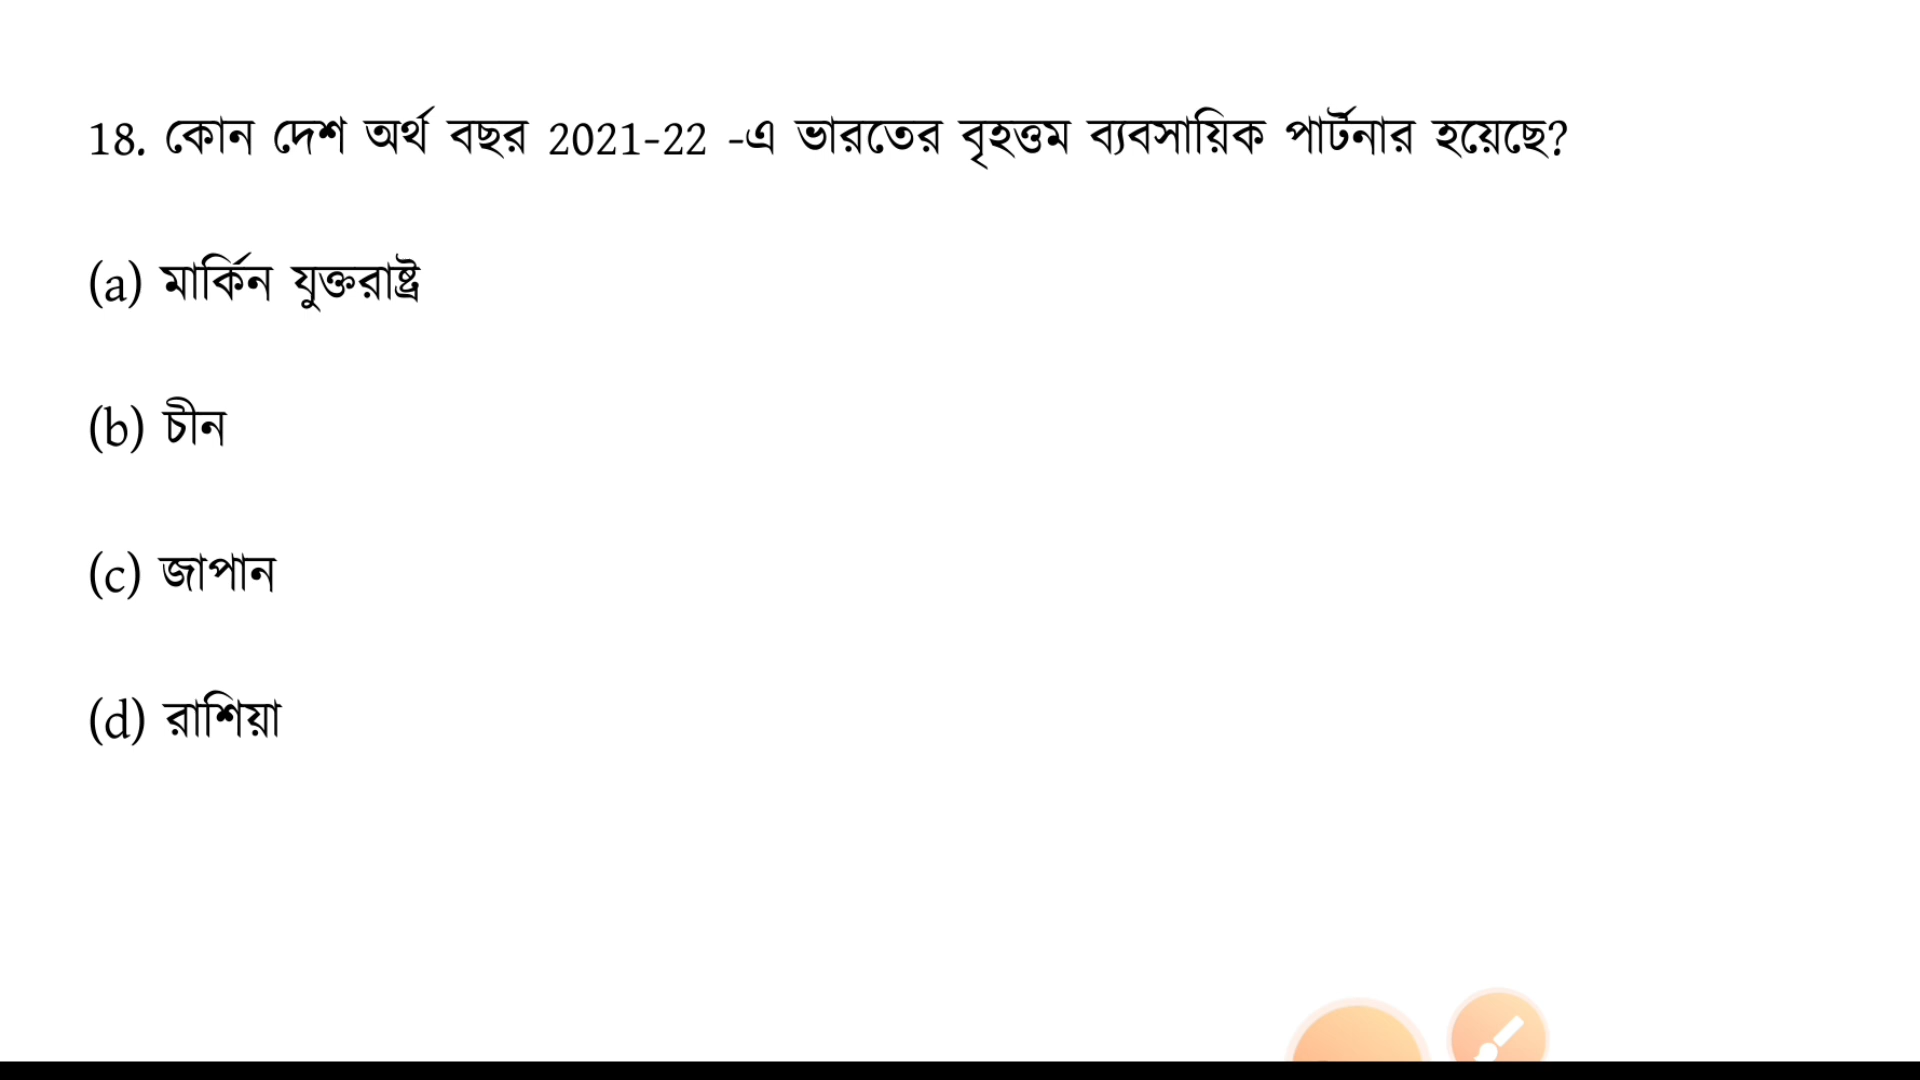 18. কোন দেশ অর্থ বছর 2021-22 -এ ভারতের বৃহত্তম ব্যবসায়িক পার্টনার হয়েছে?
(a) মার্কিন যুক্তরাষ্ট্র
(b) চীন
(c) জাপান
(d) রাশিয়া